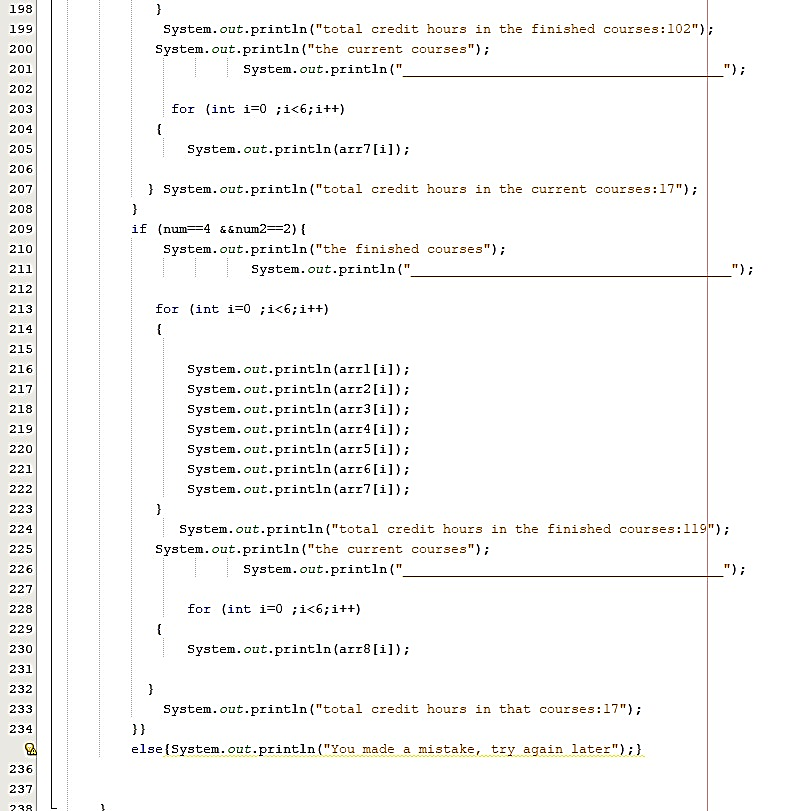 198 }
199 System.out.println("total credit hours in the finished courses:102");
200 System.out.println("the current courses");
201 System.out.println("________________________________________");
202
203 for (int i=0 ;i<6;i++)
204 {
205 System.out.println(arr7[i]);
206
207 } System.out.println("total credit hours in the current courses:17");
208 }
209 if (num==4 &&num2==2){
210 System.out.println("the finished courses");
211 System.out.println("________________________________________");
212
213 for (int i=0 ;i<6;i++)
214 {
215
216 System.out.println(arr1[i]);
217 System.out.println(arr2[i]);
218 System.out.println(arr3[i]);
219 System.out.println(arr4[i]);
220 System.out.println(arr5[i]);
221 System.out.println(arr6[i]);
222 System.out.println(arr7[i]);
223 }
224 System.out.println("total credit hours in the finished courses:119");
225 System.out.println("the current courses");
226 System.out.println("________________________________________");
227
228 for (int i=0 ;i<6;i++)
229 {
230 System.out.println(arr8[i]);
231
232 }
233 System.out.println("total credit hours in that courses:17");
234 }}
else{System.out.println("You made a mistake, try again later");}
236
237
238 }